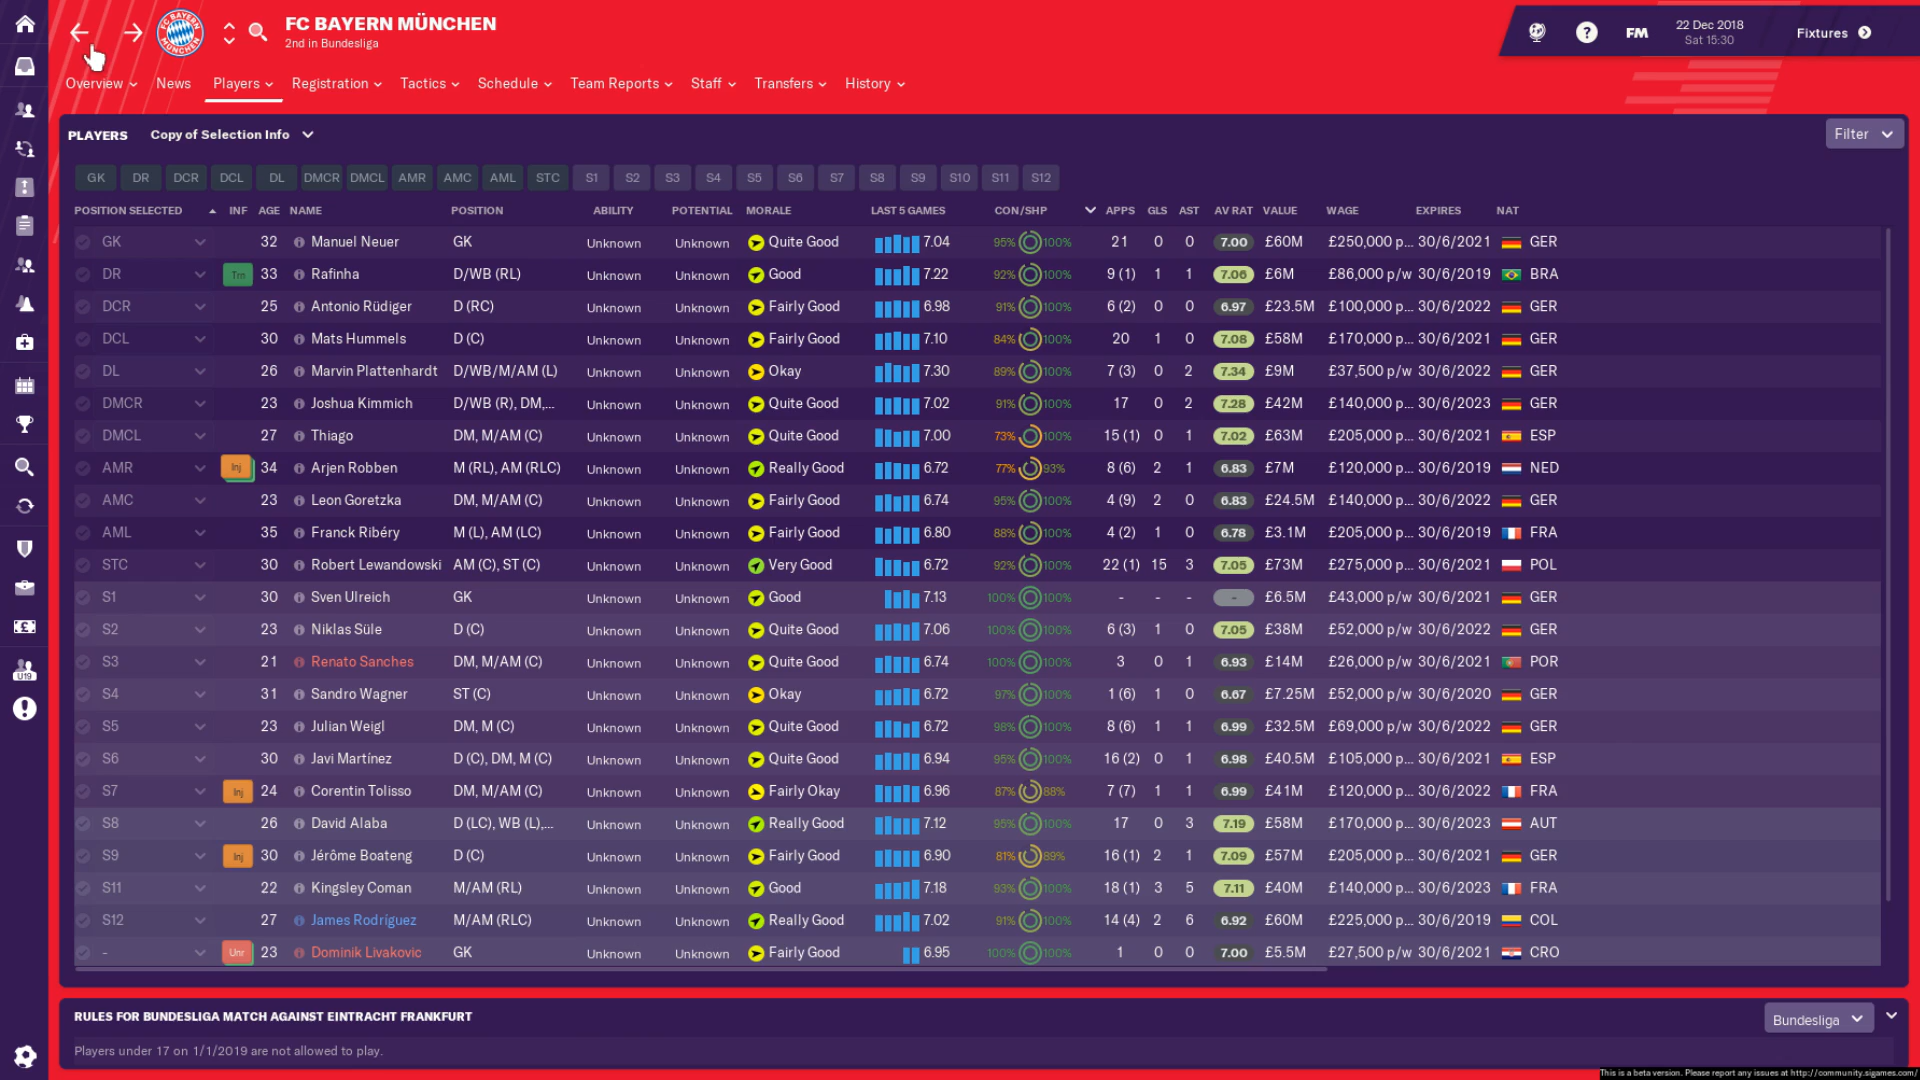 FC BAYERN MÜNCHEN
2nd in Bundesliga
FM
22 Dec 2018
Sat 15:30
Fixtures
Overview News Players Registration Tactics Schedule Team Reports Staff Transfers History
PLAYERS Copy of Selection Info Filter
GK DR DCR DCL DL DMCR DMCL AMR AMC AML STC S1 S2 S3 S4 S5 S6 S7 S8 S9 S10 S11 S12
POSITION SELECTED INF AGE NAME POSITION ABILITY POTENTIAL MORALE LAST 5 GAMES CON/SHP APPS GLS AST AV RAT VALUE WAGE EXPIRES NAT
GK 32 Manuel Neuer GK Unknown Unknown Quite Good 7.04 95% 100% 21 0 0 7.00 £60M £250,000 p... 30/6/2021 GER
DR Trn 33 Rafinha D/WB (RL) Unknown Unknown Good 7.22 92% 100% 9 (1) 1 1 7.06 £6M £86,000 p/w 30/6/2019 BRA
DCR 25 Antonio Rüdiger D (RC) Unknown Unknown Fairly Good 6.98 91% 100% 6 (2) 0 0 6.97 £23.5M £100,000 p... 30/6/2022 GER
DCL 30 Mats Hummels D (C) Unknown Unknown Fairly Good 7.10 84% 100% 20 1 0 7.08 £58M £170,000 p... 30/6/2021 GER
DL 26 Marvin Plattenhardt D/WB/M/AM (L) Unknown Unknown Okay 7.30 89% 100% 7 (3) 0 2 7.34 £9M £37,500 p/w 30/6/2022 GER
DMCR 23 Joshua Kimmich D/WB (R), DM,... Unknown Unknown Quite Good 7.02 91% 100% 17 0 2 7.28 £42M £140,000 p... 30/6/2023 GER
DMCL 27 Thiago DM, M/AM (C) Unknown Unknown Quite Good 7.00 73% 100% 15 (1) 0 1 7.02 £63M £205,000 p... 30/6/2021 ESP
AMR Inj 34 Arjen Robben M (RL), AM (RLC) Unknown Unknown Really Good 6.72 77% 93% 8 (6) 2 1 6.83 £7M £120,000 p... 30/6/2019 NED
AMC 23 Leon Goretzka DM, M/AM (C) Unknown Unknown Fairly Good 6.74 95% 100% 4 (9) 2 0 6.83 £24.5M £140,000 p... 30/6/2022 GER
AML 35 Franck Ribéry M (L), AM (LC) Unknown Unknown Fairly Good 6.80 88% 100% 4 (2) 1 0 6.78 £3.1M £205,000 p... 30/6/2019 FRA
STC 30 Robert Lewandowski AM (C), ST (C) Unknown Unknown Very Good 6.72 92% 100% 22 (1) 15 3 7.05 £73M £275,000 p... 30/6/2021 POL
S1 30 Sven Ulreich GK Unknown Unknown Good 7.13 100% 100% - - - - £6.5M £43,000 p/w 30/6/2021 GER
S2 23 Niklas Süle D (C) Unknown Unknown Quite Good 7.06 100% 100% 6 (3) 1 0 7.05 £38M £52,000 p/w 30/6/2022 GER
S3 21 Renato Sanches DM, M/AM (C) Unknown Unknown Quite Good 6.74 100% 100% 3 0 1 6.93 £14M £26,000 p/w 30/6/2021 POR
S4 31 Sandro Wagner ST (C) Unknown Unknown Okay 6.72 97% 100% 1 (6) 1 0 6.67 £7.25M £52,000 p/w 30/6/2020 GER
S5 23 Julian Weigl DM, M (C) Unknown Unknown Quite Good 6.72 98% 100% 8 (6) 1 1 6.99 £32.5M £69,000 p/w 30/6/2022 GER
S6 30 Javi Martínez D (C), DM, M (C) Unknown Unknown Quite Good 6.94 95% 100% 16 (2) 0 1 6.98 £40.5M £105,000 p... 30/6/2021 ESP
S7 Inj 24 Corentin Tolisso DM, M/AM (C) Unknown Unknown Fairly Okay 6.96 87% 88% 7 (7) 1 1 6.99 £41M £120,000 p... 30/6/2022 FRA
S8 26 David Alaba D (LC), WB (L),... Unknown Unknown Really Good 7.12 95% 100% 17 0 3 7.19 £58M £170,000 p... 30/6/2023 AUT
S9 Inj 30 Jérôme Boateng D (C) Unknown Unknown Fairly Good 6.90 81% 89% 16 (1) 2 1 7.09 £57M £205,000 p... 30/6/2021 GER
S11 22 Kingsley Coman M/AM (RL) Unknown Unknown Good 7.18 93% 100% 18 (1) 3 5 7.11 £40M £140,000 p... 30/6/2023 FRA
S12 27 James Rodríguez M/AM (RLC) Unknown Unknown Really Good 7.02 91% 100% 14 (4) 2 6 6.92 £60M £225,000 p... 30/6/2019 COL
- Unr 23 Dominik Livakovic GK Unknown Unknown Fairly Good 6.95 100% 100% 1 0 0 7.00 £5.5M £27,500 p/w 30/6/2021 CRO
U19
RULES FOR BUNDESLIGA MATCH AGAINST EINTRACHT FRANKFURT Bundesliga
Players under 17 on 1/1/2019 are not allowed to play.
This is a beta version. Please report any issues at http://community.sigames.com/